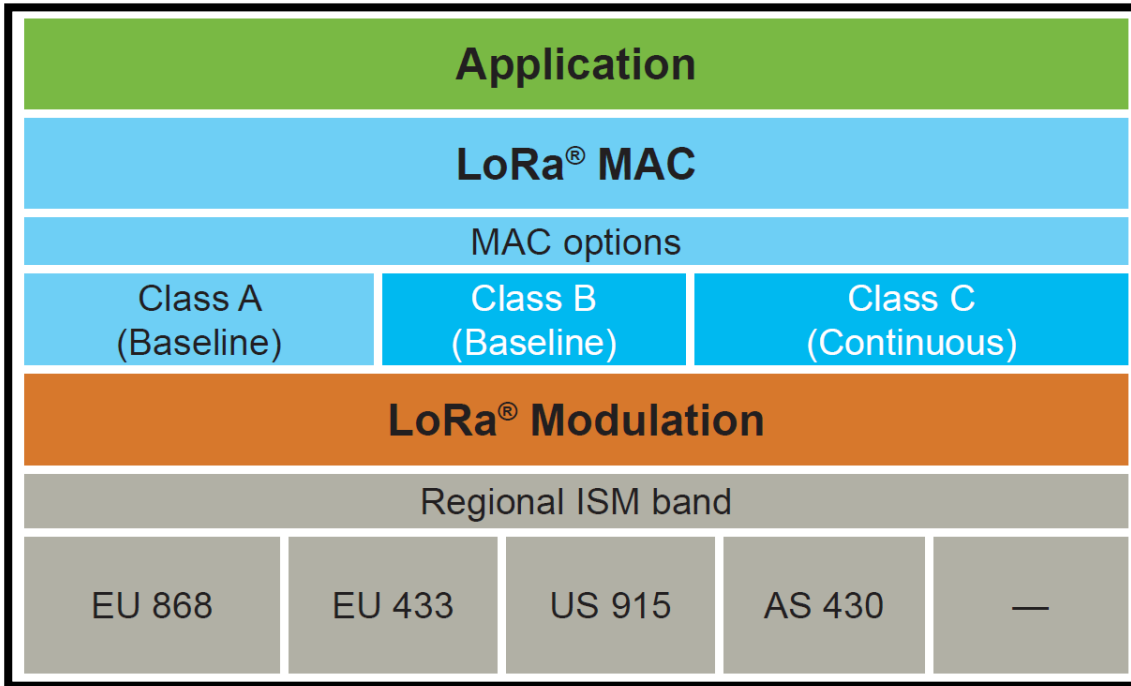 Application
LoRa® MAC
MAC options
Class A
(Baseline)
Class B
(Baseline)
Class C
(Continuous)
LoRa® Modulation
Regional ISM band
EU 868
EU 433
US 915
AS 430
—